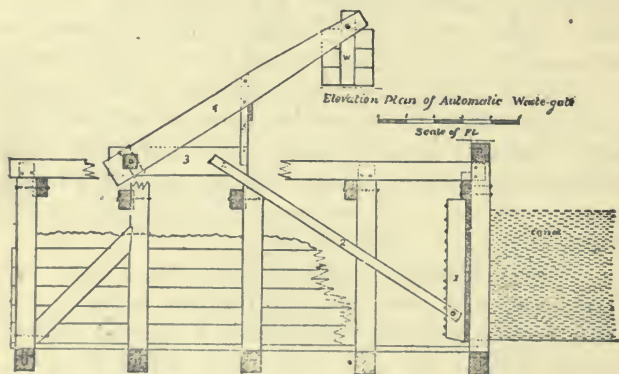 W
Elevation Plan of Automatic Waste-gate
Scale of Ft.
4
3
2
1
Canal